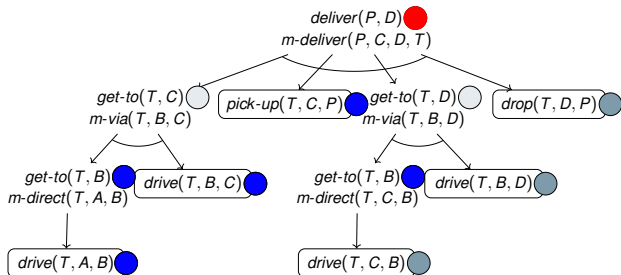 deliver(P, D)
m-deliver(P, C, D, T)
get-to(T, C)
m-via(T, B, C)
pick-up(T, C, P)
get-to(T, D)
m-via(T, B, D)
drop(T, D, P)
get-to(T, B)
m-direct(T, A, B)
drive(T, B, C)
get-to(T, B)
m-direct(T, C, B)
drive(T, B, D)
drive(T, A, B)
drive(T, C, B)